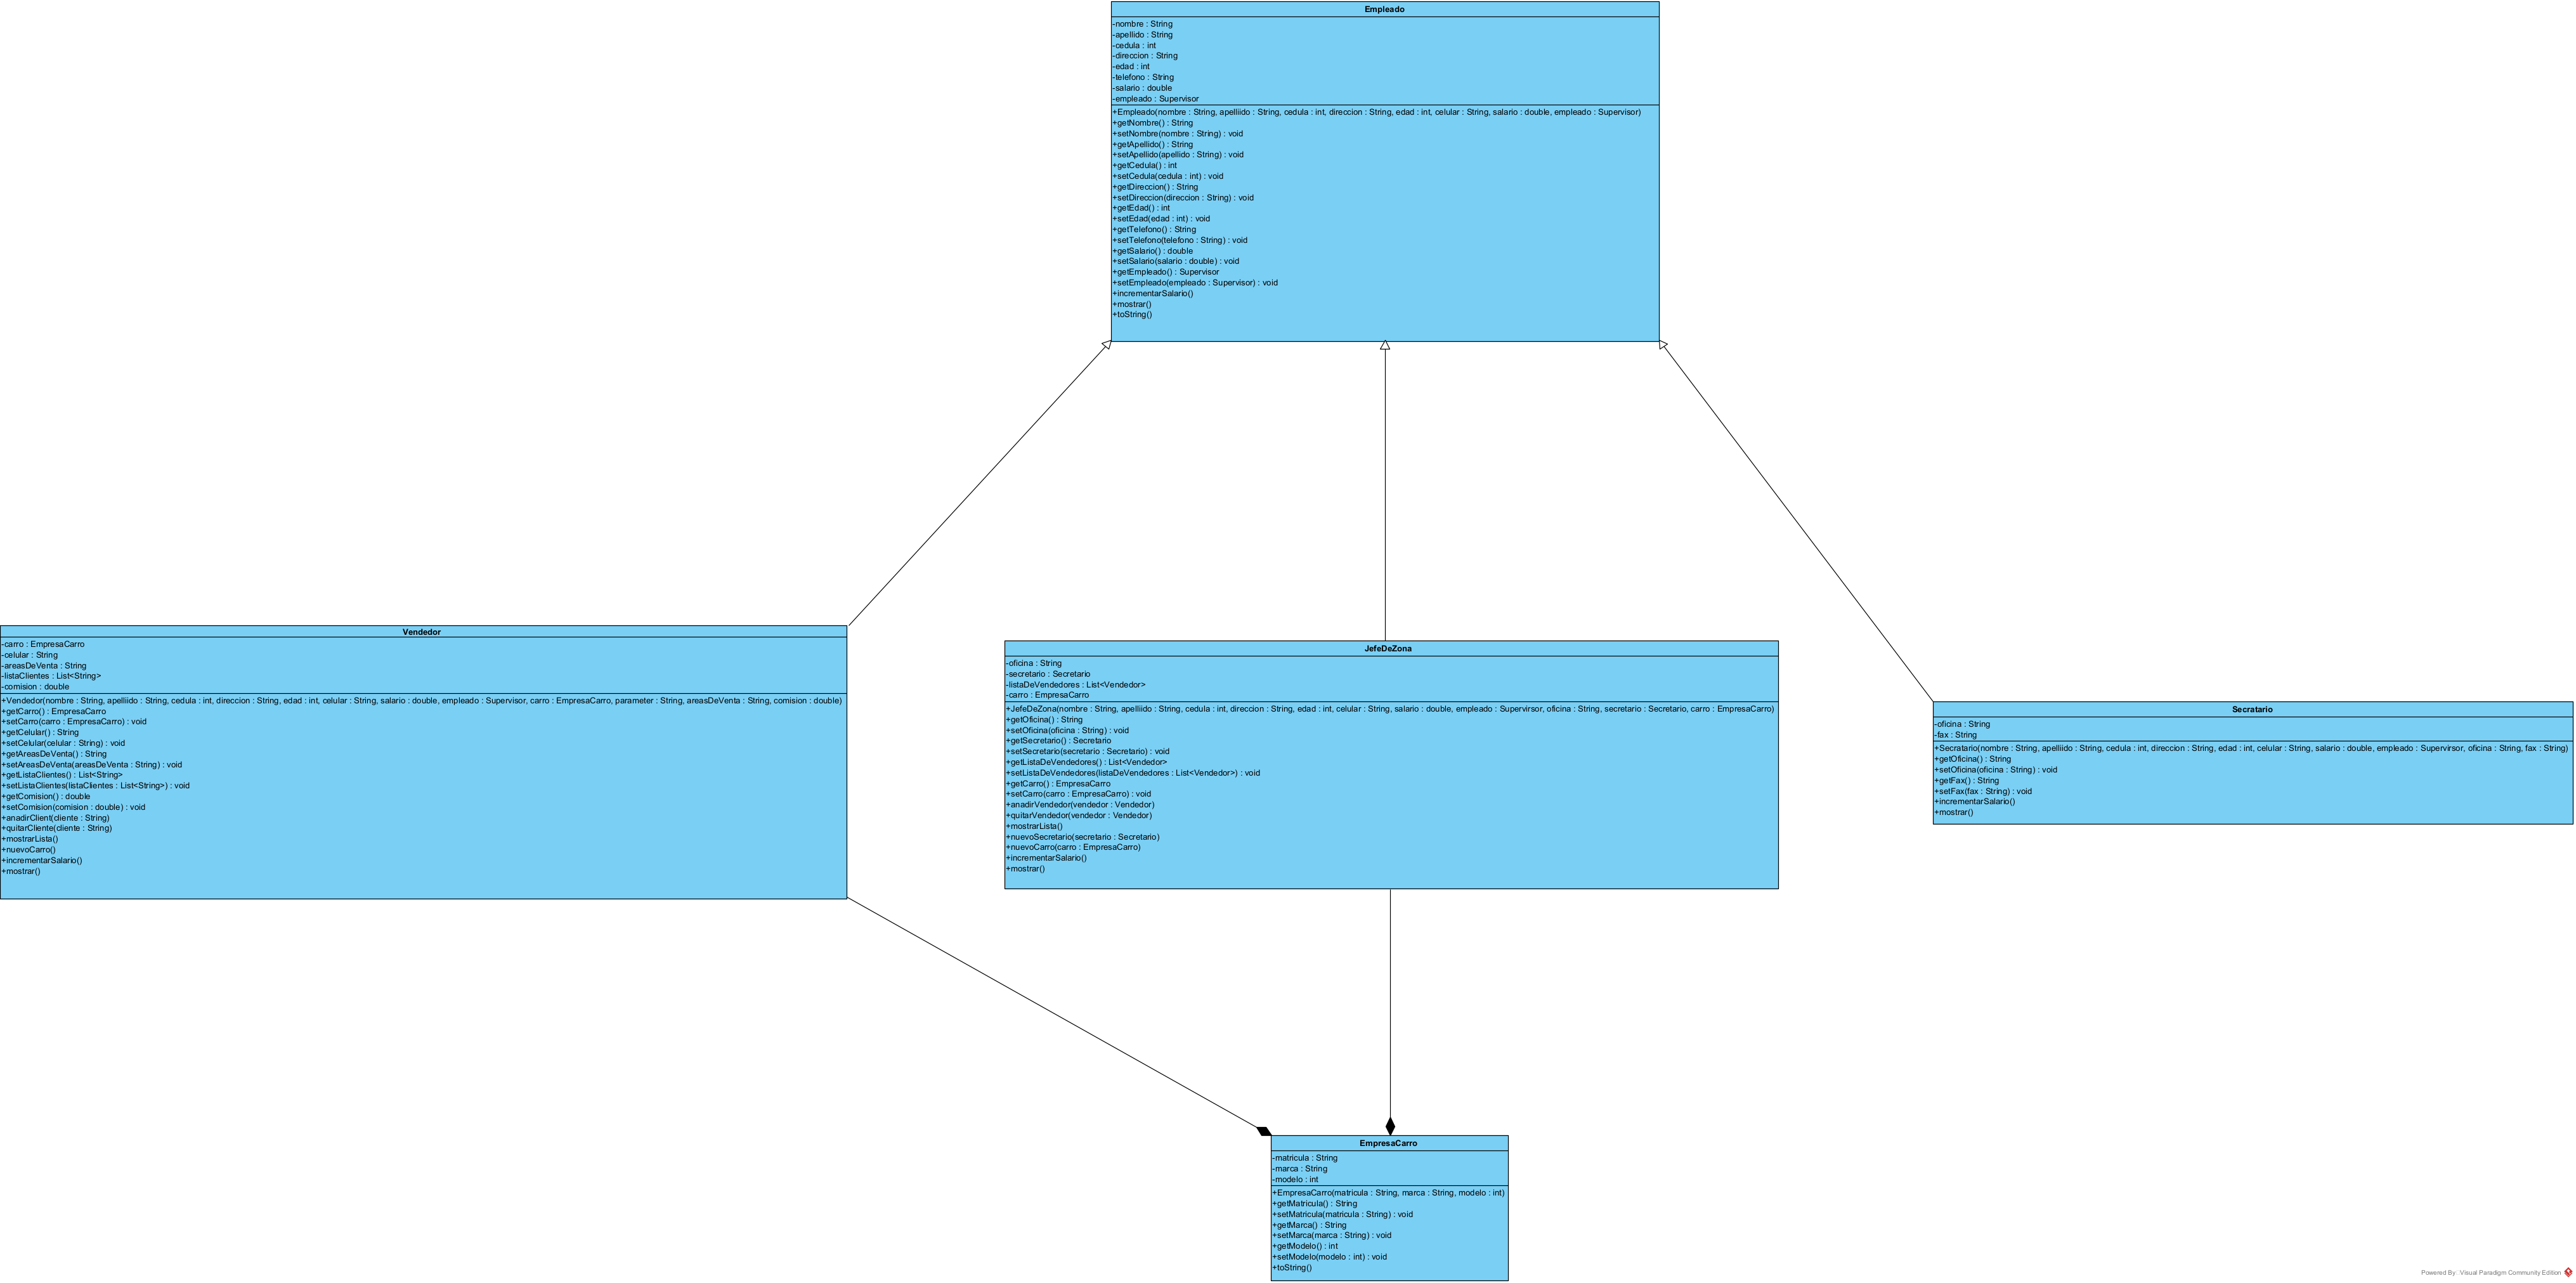 Empleado
-nombre : String
-apellido : String
-cedula : int
-direccion : String
-edad : int
-telefono : String
-salario : double
-empleado : Supervisor
+Empleado(nombre : String, apelliido : String, cedula : int, direccion : String, edad : int, celular : String, salario : double, empleado : Supervisor)
+getNombre() : String
+setNombre(nombre : String) : void
+getApellido() : String
+setApellido(apellido : String) : void
+getCedula() : int
+setCedula(cedula : int) : void
+getDireccion() : String
+setDireccion(direccion : String) : void
+getEdad() : int
+setEdad(edad : int) : void
+getTelefono() : String
+setTelefono(telefono : String) : void
+getSalario() : double
+setSalario(salario : double) : void
+getEmpleado() : Supervisor
+setEmpleado(empleado : Supervisor) : void
+incrementarSalario()
+mostrar()
+toString()
Vendedor
-carro : EmpresaCarro
-celular : String
-areasDeVenta : String
-listaClientes : List<String>
-comision : double
+Vendedor(nombre : String, apelliido : String, cedula : int, direccion : String, edad : int, celular : String, salario : double, empleado : Supervisor, carro : EmpresaCarro, parameter : String, areasDeVenta : String, comision : double)
+getCarro() : EmpresaCarro
+setCarro(carro : EmpresaCarro) : void
+getCelular() : String
+setCelular(celular : String) : void
+getAreasDeVenta() : String
+setAreasDeVenta(areasDeVenta : String) : void
+getListaClientes() : List<String>
+setListaClientes(listaClientes : List<String>) : void
+getComision() : double
+setComision(comision : double) : void
+anadirClient(cliente : String)
+quitarCliente(cliente : String)
+mostrarLista()
+nuevoCarro()
+incrementarSalario()
+mostrar()
JefeDeZona
-oficina : String
-secretario : Secretario
-listaDeVendedores : List<Vendedor>
-carro : EmpresaCarro
+JefeDeZona(nombre : String, apelliido : String, cedula : int, direccion : String, edad : int, celular : String, salario : double, empleado : Supervirsor, oficina : String, secretario : Secretario, carro : EmpresaCarro)
+getOficina() : String
+setOficina(oficina : String) : void
+getSecretario() : Secretario
+setSecretario(secretario : Secretario) : void
+getListaDeVendedores() : List<Vendedor>
+setListaDeVendedores(listaDeVendedores : List<Vendedor>) : void
+getCarro() : EmpresaCarro
+setCarro(carro : EmpresaCarro) : void
+anadirVendedor(vendedor : Vendedor)
+quitarVendedor(vendedor : Vendedor)
+mostrarLista()
+nuevoSecretario(secretario : Secretario)
+nuevoCarro(carro : EmpresaCarro)
+incrementarSalario()
+mostrar()
Secratario
-oficina : String
-fax : String
+Secratario(nombre : String, apelliido : String, cedula : int, direccion : String, edad : int, celular : String, salario : double, empleado : Supervirsor, oficina : String, fax : String)
+getOficina() : String
+setOficina(oficina : String) : void
+getFax() : String
+setFax(fax : String) : void
+incrementarSalario()
+mostrar()
EmpresaCarro
-matricula : String
-marca : String
-modelo : int
+EmpresaCarro(matricula : String, marca : String, modelo : int)
+getMatricula() : String
+setMatricula(matricula : String) : void
+getMarca() : String
+setMarca(marca : String) : void
+getModelo() : int
+setModelo(modelo : int) : void
+toString()
Powered By Visual Paradigm Community Edition